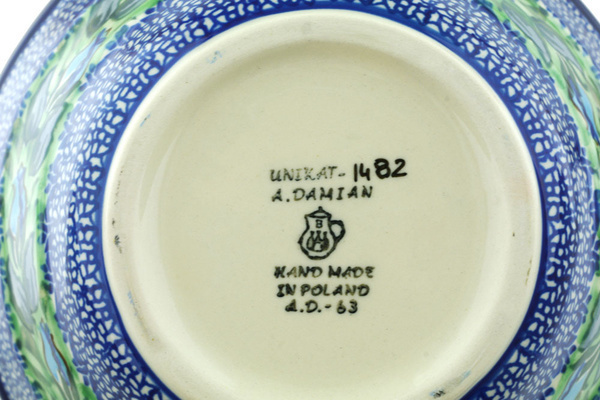 UNIKAT-1482
A.DAMIAN
B
HAND MADE
IN POLAND
A.D.-63